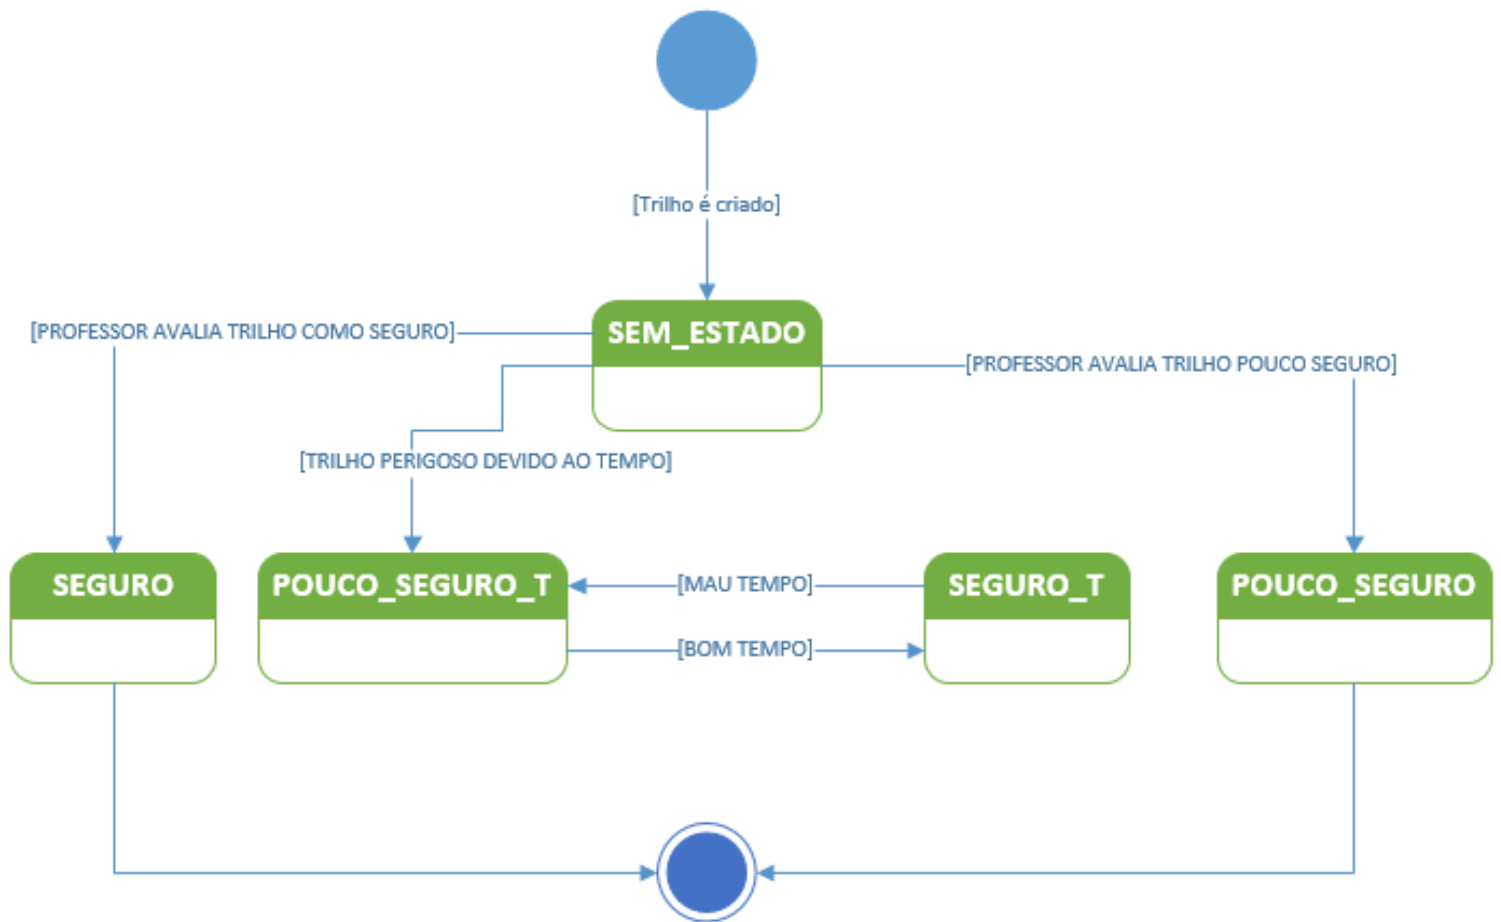 [Trilho é criado]
SEM_ESTADO
[PROFESSOR AVALIA TRILHO COMO SEGURO]
[PROFESSOR AVALIA TRILHO POUCO SEGURO]
[TRILHO PERIGOSO DEVIDO AO TEMPO]
SEGURO
POUCO_SEGURO_T
[MAU TEMPO]
SEGURO_T
POUCO_SEGURO
[BOM TEMPO]